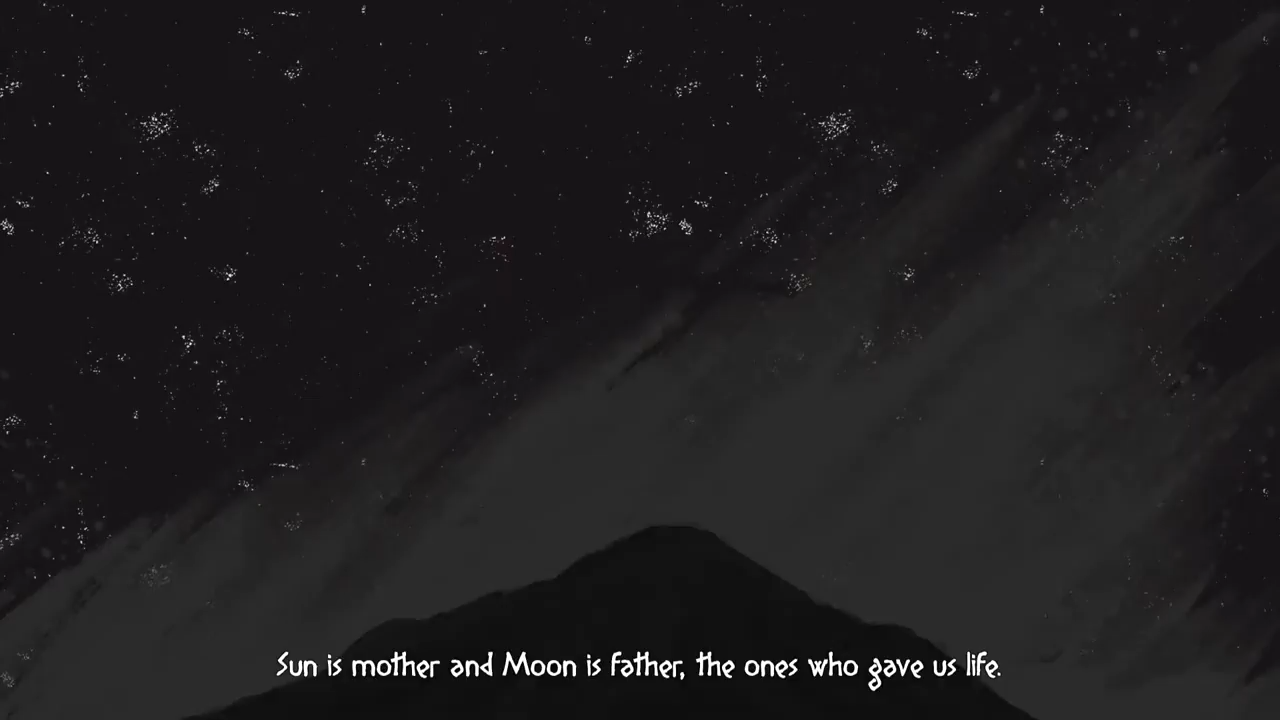 Sun is mother and Moon is father, the ones who gave us life.